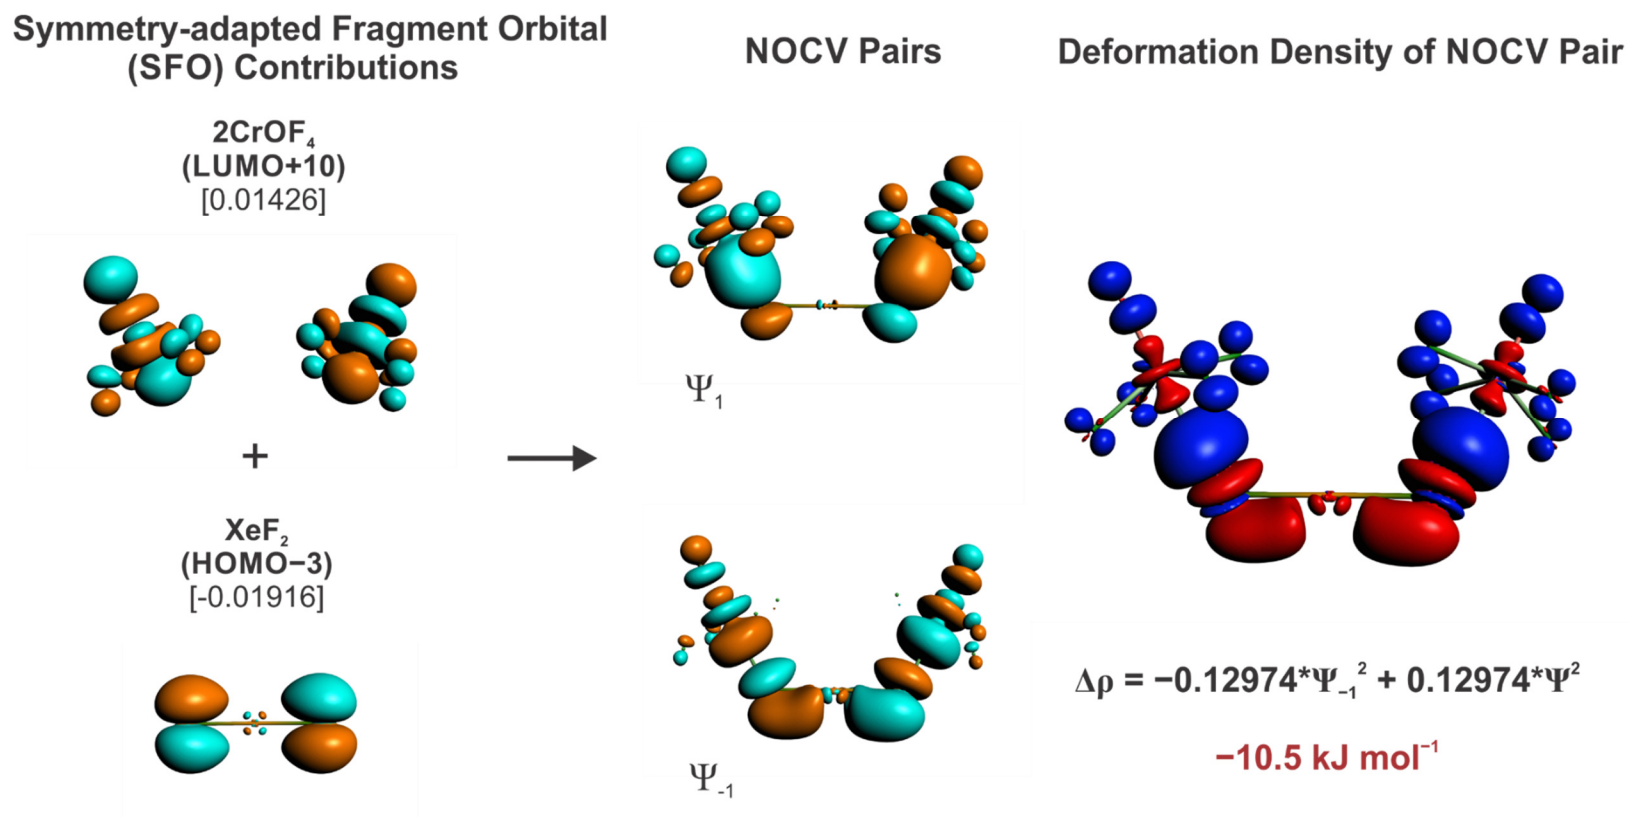 Symmetry-adapted Fragment Orbital
(SFO) Contributions
2CrOF₄
(LUMO+10)
[0.01426]
+
XeF₂
(HOMO−3)
[-0.01916]
NOCV Pairs
Ψ₁
Ψ₋₁
Deformation Density of NOCV Pair
Δρ = −0.12974*Ψ₋₁² + 0.12974*Ψ²
−10.5 kJ mol⁻¹